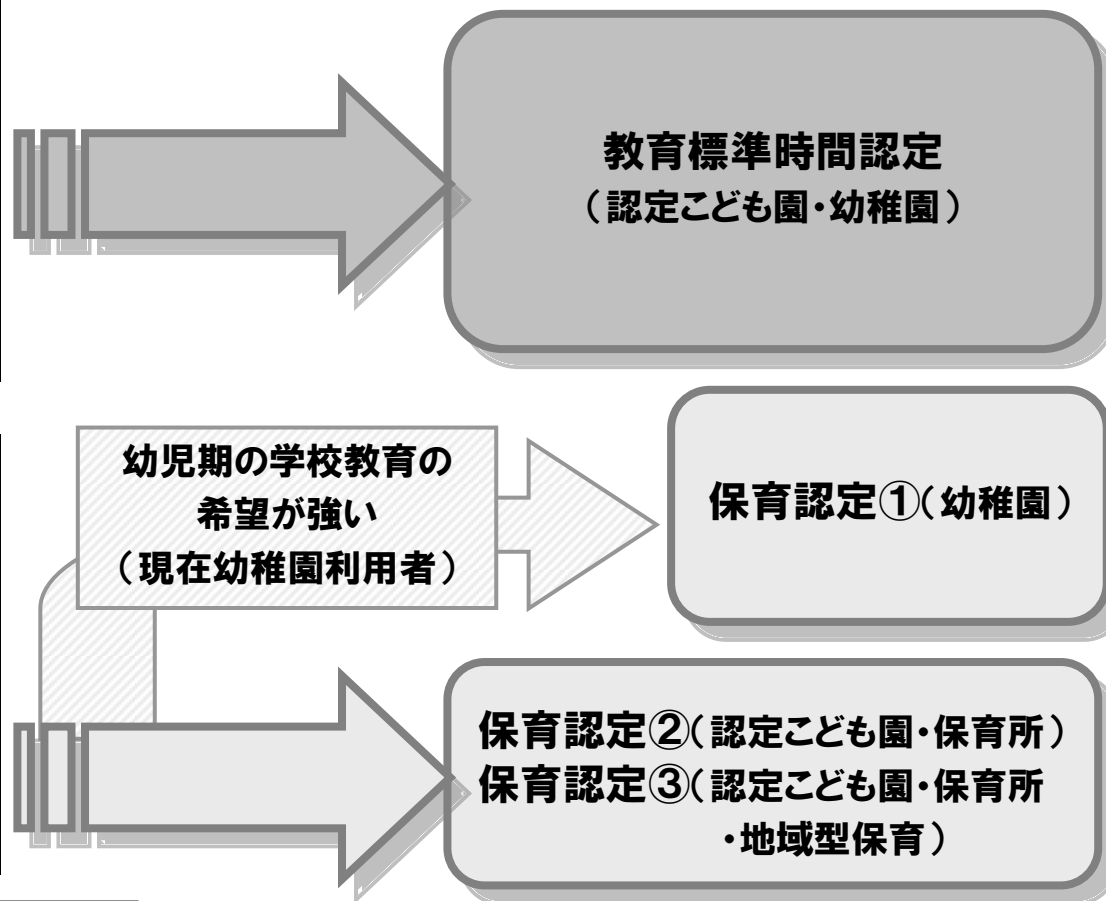 教育標準時間認定
（認定こども園・幼稚園）
幼児期の学校教育の
希望が強い
（現在幼稚園利用者）
保育認定①（幼稚園）
保育認定②（認定こども園・保育所）
保育認定③（認定こども園・保育所
・地域型保育）